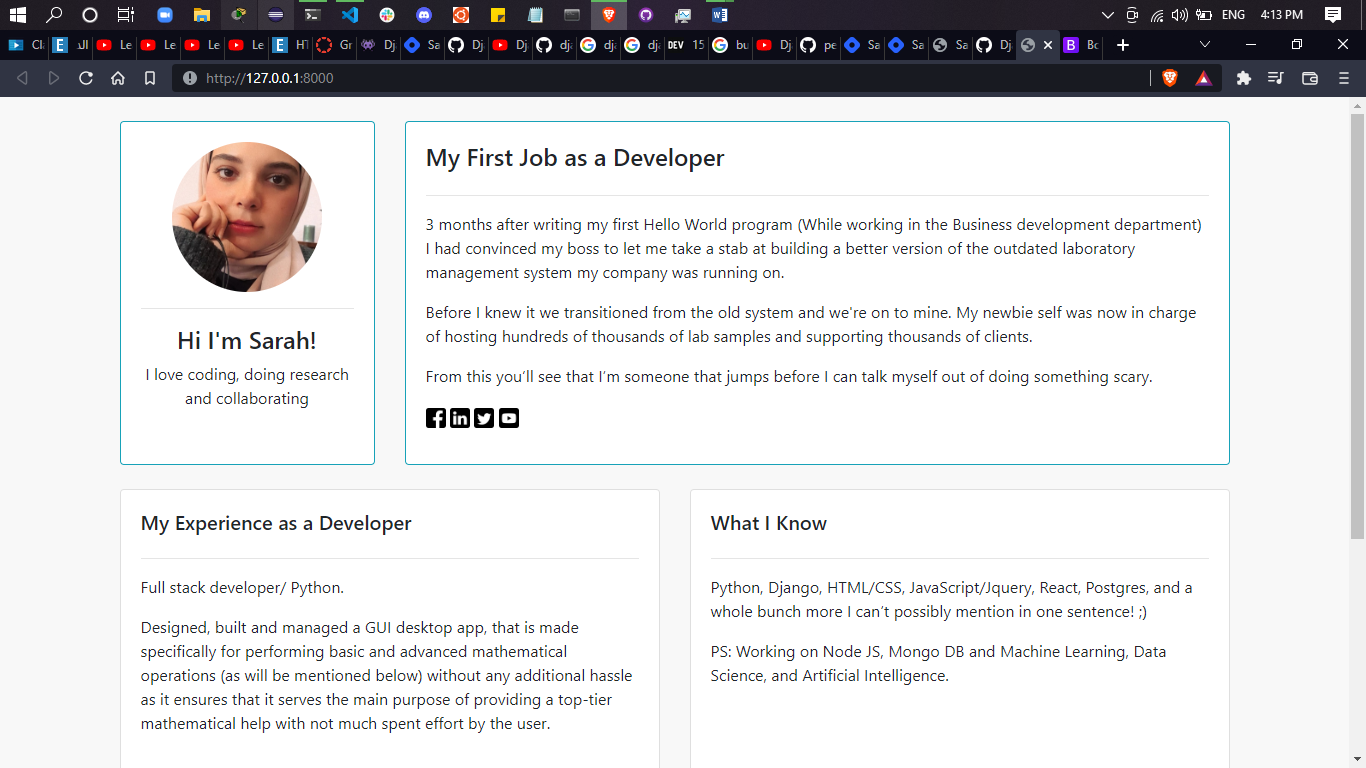 ENG 4:13 PM
Cl الـ Le Le Le Le HT Gr Dj Sa Dj Dj dja dja dja DEV 15 bu Dj pe Sa Sa Sa Dj B Bc
http://127.0.0.1:8000
My First Job as a Developer
3 months after writing my first Hello World program (While working in the Business development department)
I had convinced my boss to let me take a stab at building a better version of the outdated laboratory
management system my company was running on.
Before I knew it we transitioned from the old system and we're on to mine. My newbie self was now in charge
of hosting hundreds of thousands of lab samples and supporting thousands of clients.
From this you'll see that I'm someone that jumps before I can talk myself out of doing something scary.
Hi I'm Sarah!
I love coding, doing research
and collaborating
My Experience as a Developer
Full stack developer/ Python.
Designed, built and managed a GUI desktop app, that is made
specifically for performing basic and advanced mathematical
operations (as will be mentioned below) without any additional hassle
as it ensures that it serves the main purpose of providing a top-tier
mathematical help with not much spent effort by the user.
What I Know
Python, Django, HTML/CSS, JavaScript/Jquery, React, Postgres, and a
whole bunch more I can't possibly mention in one sentence! ;)
PS: Working on Node JS, Mongo DB and Machine Learning, Data
Science, and Artificial Intelligence.